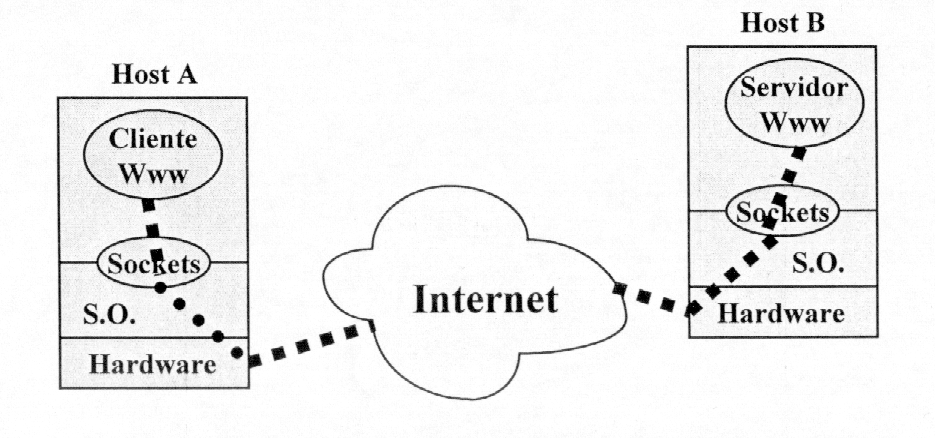 Host A
Cliente
Www
Sockets
S.O.
Hardware
Internet
Host B
Servidor
Www
Sockets
S.O.
Hardware